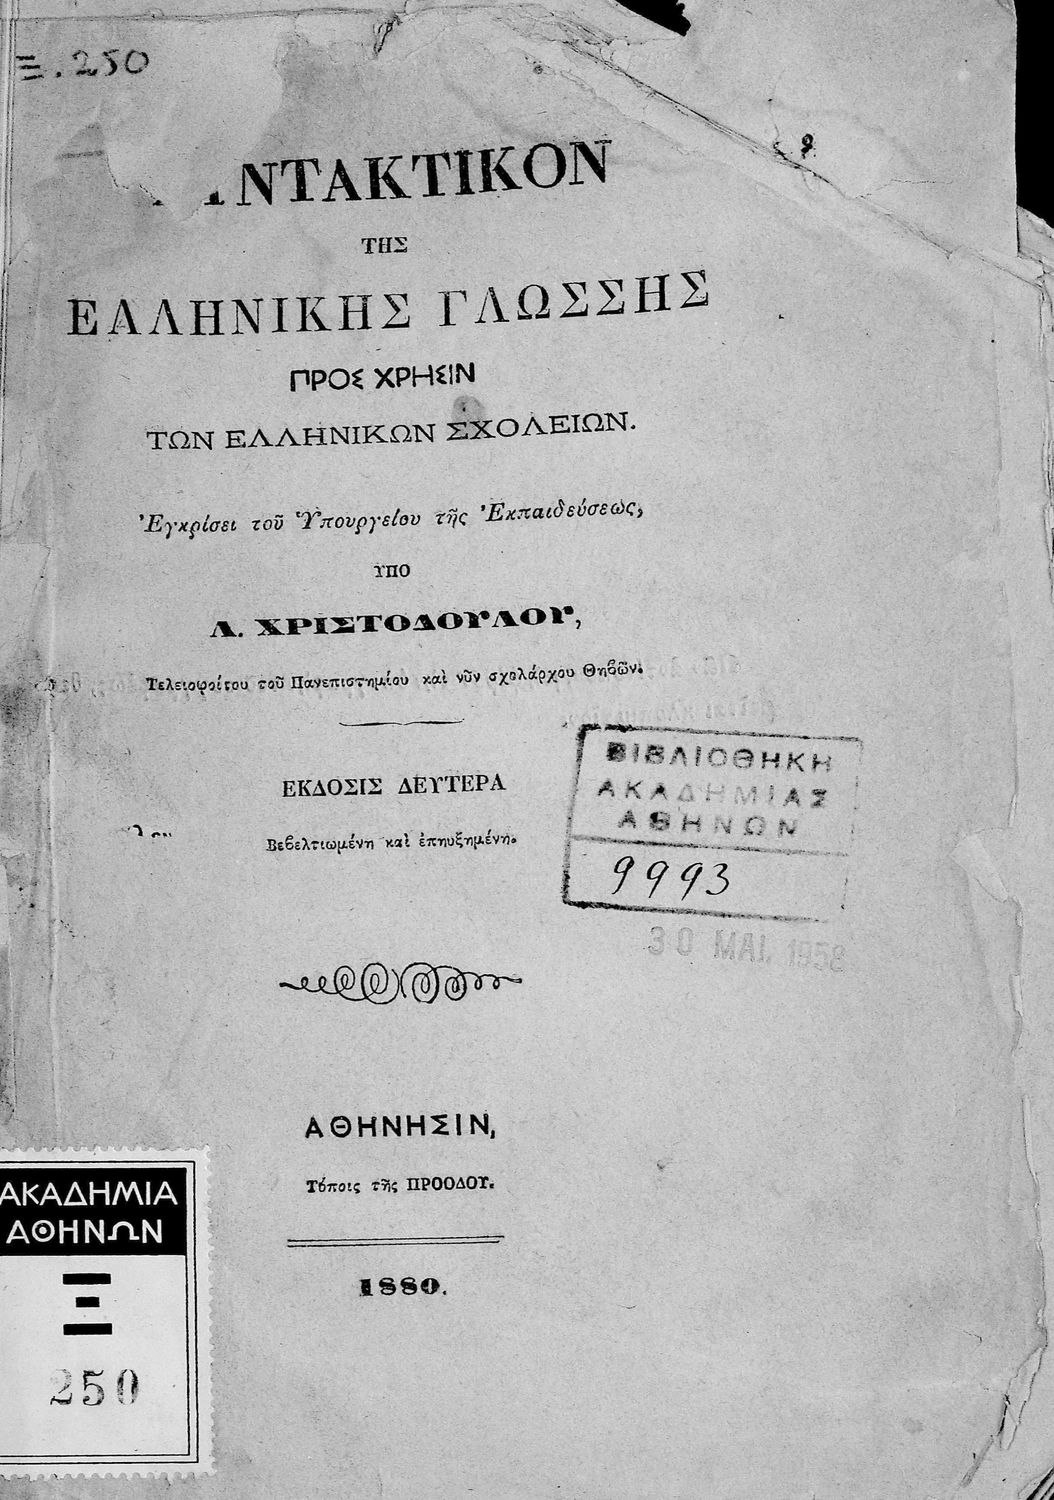 Ξ. 250
ΝΤΑΚΤΙΚΟΝ
ΤΗΣ
ΕΛΛΗΝΙΚΗΣ ΓΛΩΣΣΗΣ
ΠΡΟΣ ΧΡΗΣΙΝ
ΤΩΝ ΕΛΛΗΝΙΚΩΝ ΣΧΟΛΕΙΩΝ.
Ἐγκρίσει τοῦ Ὑπουργείου τῆς Ἐκπαιδεύσεως,
ΥΠΟ
Λ. ΧΡΙΣΤΟΔΟΥΛΟΥ,
Τελειοφοίτου τοῦ Πανεπιστημίου καὶ νῦν σχολάρχου Θηβῶν.
ΕΚΔΟΣΙΣ ΔΕΥΤΕΡΑ
Βεβελτιωμένη καὶ ἐπηυξημένη.
ΒΙΒΛΙΟΘΗΚΗ
ΑΚΑΔΗΜΙΑΣ
ΑΘΗΝΩΝ
9993
30 ΜΑΙ. 1958
ΑΘΗΝΗΣΙΝ,
Τύποις τῆς ΠΡΟΟΔΟΥ.
1880.
ΑΚΑΔΗΜΙΑ
ΑΘΗΝΩΝ
Ξ
250